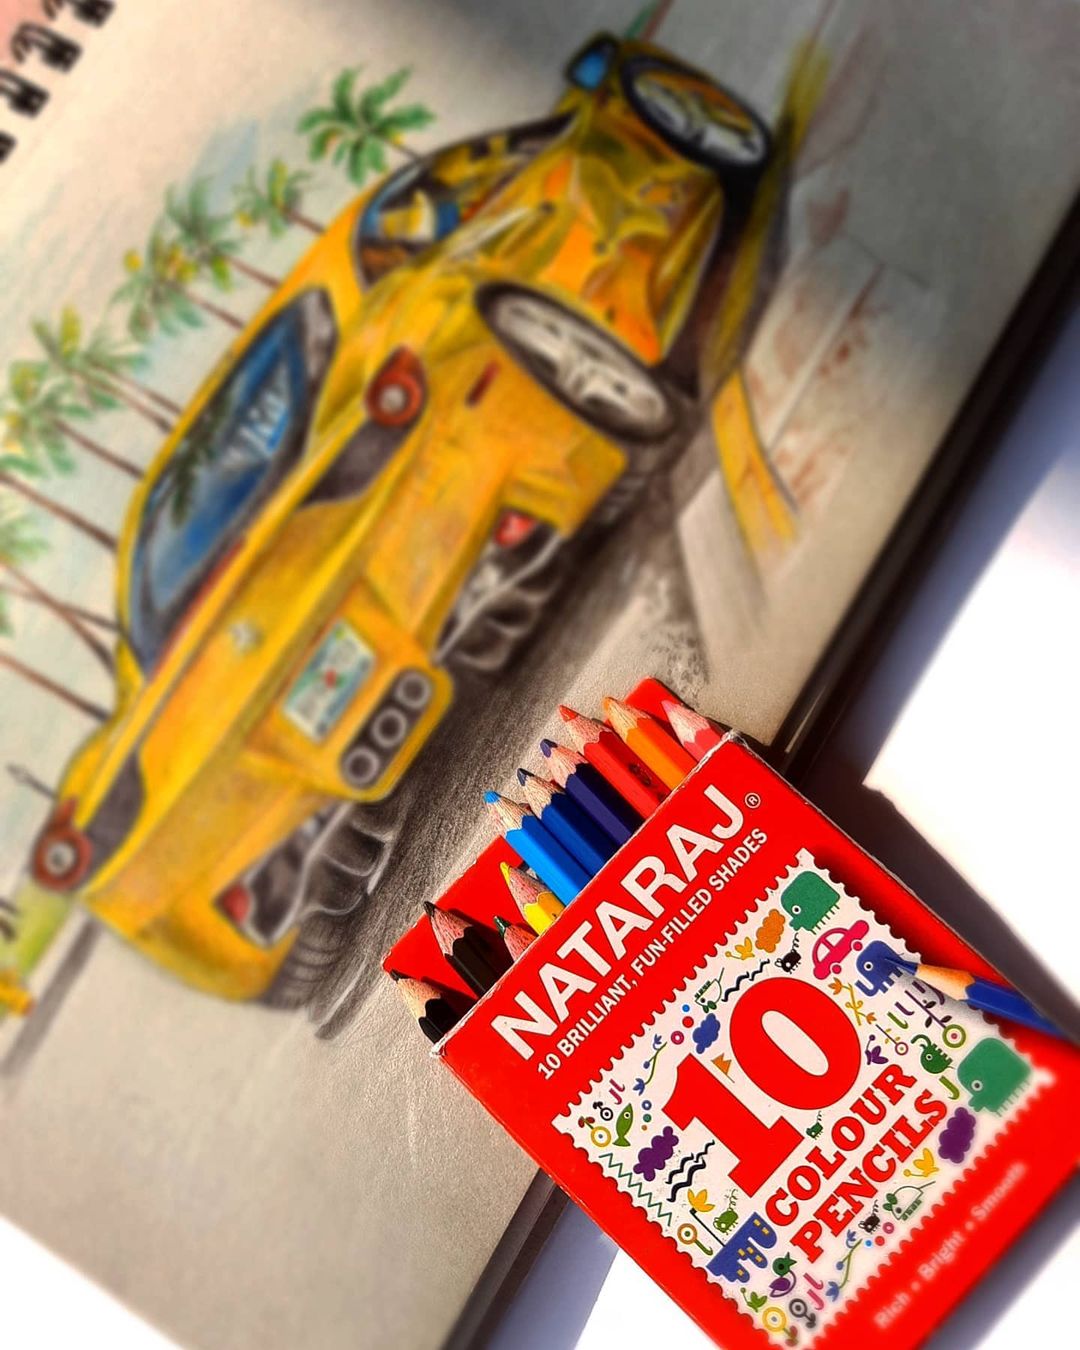 NATARAJ®
10 BRILLIANT, FUN-FILLED SHADES
10
COLOUR
PENCILS
Rich • Bright • Smooth